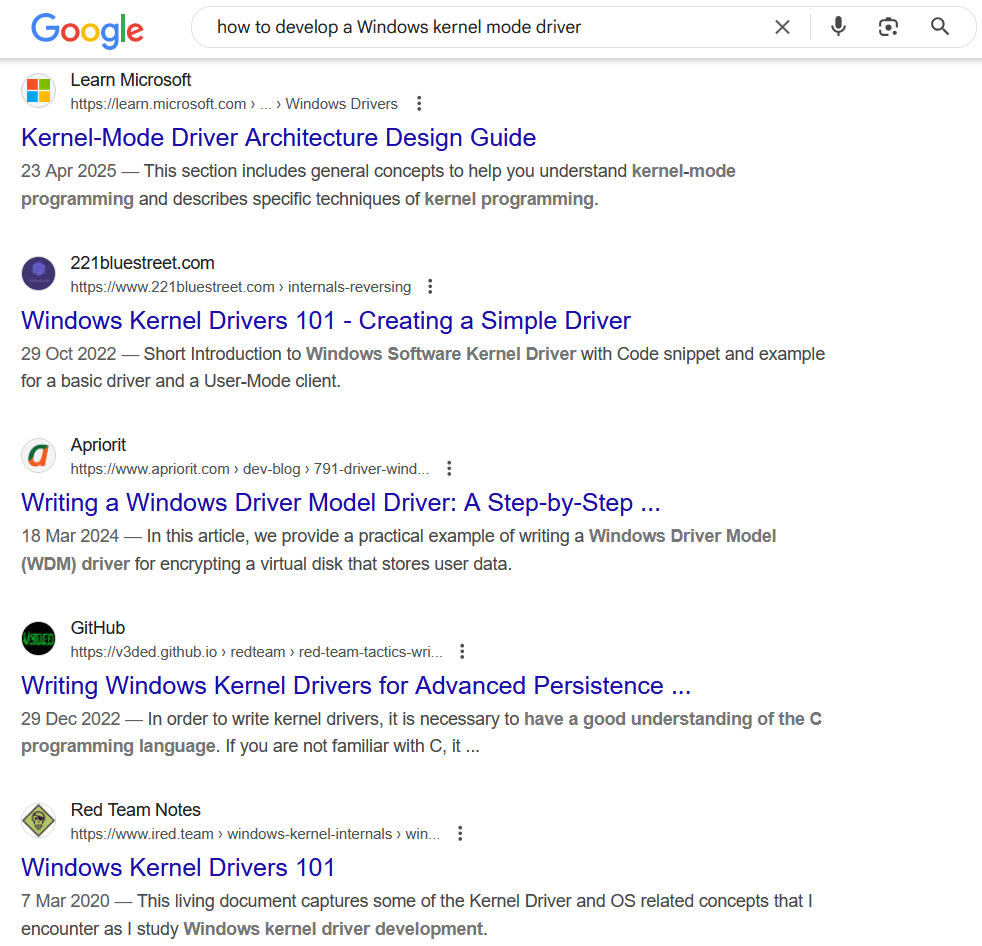 Google
how to develop a Windows kernel mode driver
Learn Microsoft
https://learn.microsoft.com › ... › Windows Drivers
Kernel-Mode Driver Architecture Design Guide
23 Apr 2025 — This section includes general concepts to help you understand kernel-mode
programming and describes specific techniques of kernel programming.
221bluestreet.com
https://www.221bluestreet.com › internals-reversing
Windows Kernel Drivers 101 - Creating a Simple Driver
29 Oct 2022 — Short Introduction to Windows Software Kernel Driver with Code snippet and example
for a basic driver and a User-Mode client.
Apriorit
https://www.apriorit.com › dev-blog › 791-driver-wind...
Writing a Windows Driver Model Driver: A Step-by-Step ...
18 Mar 2024 — In this article, we provide a practical example of writing a Windows Driver Model
(WDM) driver for encrypting a virtual disk that stores user data.
GitHub
https://v3ded.github.io › redteam › red-team-tactics-wri...
Writing Windows Kernel Drivers for Advanced Persistence ...
29 Dec 2022 — In order to write kernel drivers, it is necessary to have a good understanding of the C
programming language. If you are not familiar with C, it ...
Red Team Notes
https://www.ired.team › windows-kernel-internals › win...
Windows Kernel Drivers 101
7 Mar 2020 — This living document captures some of the Kernel Driver and OS related concepts that I
encounter as I study Windows kernel driver development.